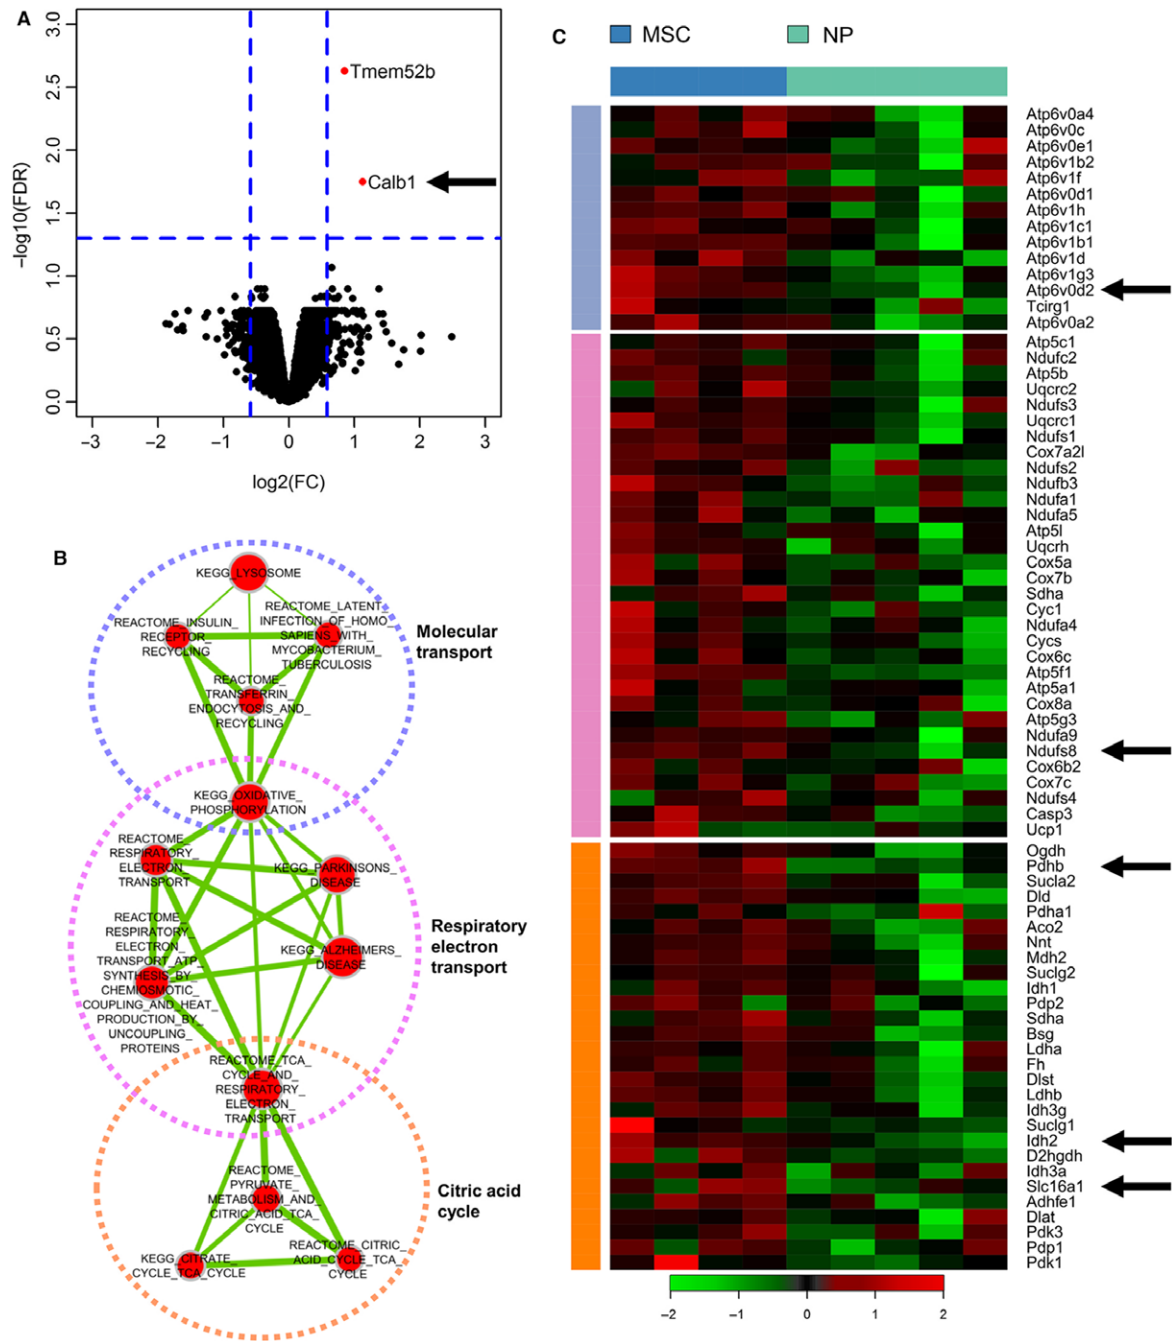 A
3.0
2.5
2.0
1.5
1.0
0.5
0.0
−log10(FDR)
Tmem52b
Calb1
−3
−2
−1
0
1
2
3
log2(FC)
B
KEGG_LYSOSOME
REACTOME_INSULIN_
RECEPTOR_
RECYCLING
REACTOME_LATENT_
INFECTION_OF_HOMO_
SAPIENS_WITH_
MYCOBACTERIUM_
TUBERCULOSIS
Molecular
transport
REACTOME_
TRANSFERRIN_
ENDOCYTOSIS_AND_
RECYCLING
KEGG_OXIDATIVE_
PHOSPHORYLATION
REACTOME_
RESPIRATORY_
ELECTRON_
TRANSPORT
KEGG_PARKINSONS_
DISEASE
REACTOME_
RESPIRATORY_
ELECTRON_
TRANSPORT_ATP_
SYNTHESIS_BY_
CHEMIOSMOTIC_
COUPLING_AND_HEAT_
PRODUCTION_BY_
UNCOUPLING_
PROTEINS
KEGG_ALZHEIMERS_
DISEASE
Respiratory
electron
transport
REACTOME_TCA_
CYCLE_AND_
RESPIRATORY_
ELECTRON_
TRANSPORT
REACTOME_
PYRUVATE_
METABOLISM_AND_
CITRIC_ACID_TCA_
CYCLE
Citric acid
cycle
KEGG_CITRATE_
CYCLE_TCA_CYCLE
REACTOME_CITRIC_
ACID_CYCLE_TCA_
CYCLE
C
MSC
NP
Atp6v0a4
Atp6v0c
Atp6v0e1
Atp6v1b2
Atp6v1f
Atp6v0d1
Atp6v1h
Atp6v1c1
Atp6v1b1
Atp6v1d
Atp6v1g3
Atp6v0d2
Tcirg1
Atp6v0a2
Atp5c1
Ndufc2
Atp5b
Uqcrc2
Ndufs3
Uqcrc1
Ndufs1
Cox7a2l
Ndufs2
Ndufb3
Ndufa1
Ndufa5
Atp5l
Uqcrh
Cox5a
Cox7b
Sdha
Cyc1
Ndufa4
Cycs
Cox6c
Atp5f1
Atp5a1
Cox8a
Atp5g3
Ndufa9
Ndufs8
Cox6b2
Cox7c
Ndufs4
Casp3
Ucp1
Ogdh
Pdhb
Sucla2
Dld
Pdha1
Aco2
Nnt
Mdh2
Suclg2
Idh1
Pdp2
Sdha
Bsg
Ldha
Fh
Dlst
Ldhb
Idh3g
Suclg1
Idh2
D2hgdh
Idh3a
Slc16a1
Adhfe1
Dlat
Pdk3
Pdp1
Pdk1
−2
−1
0
1
2